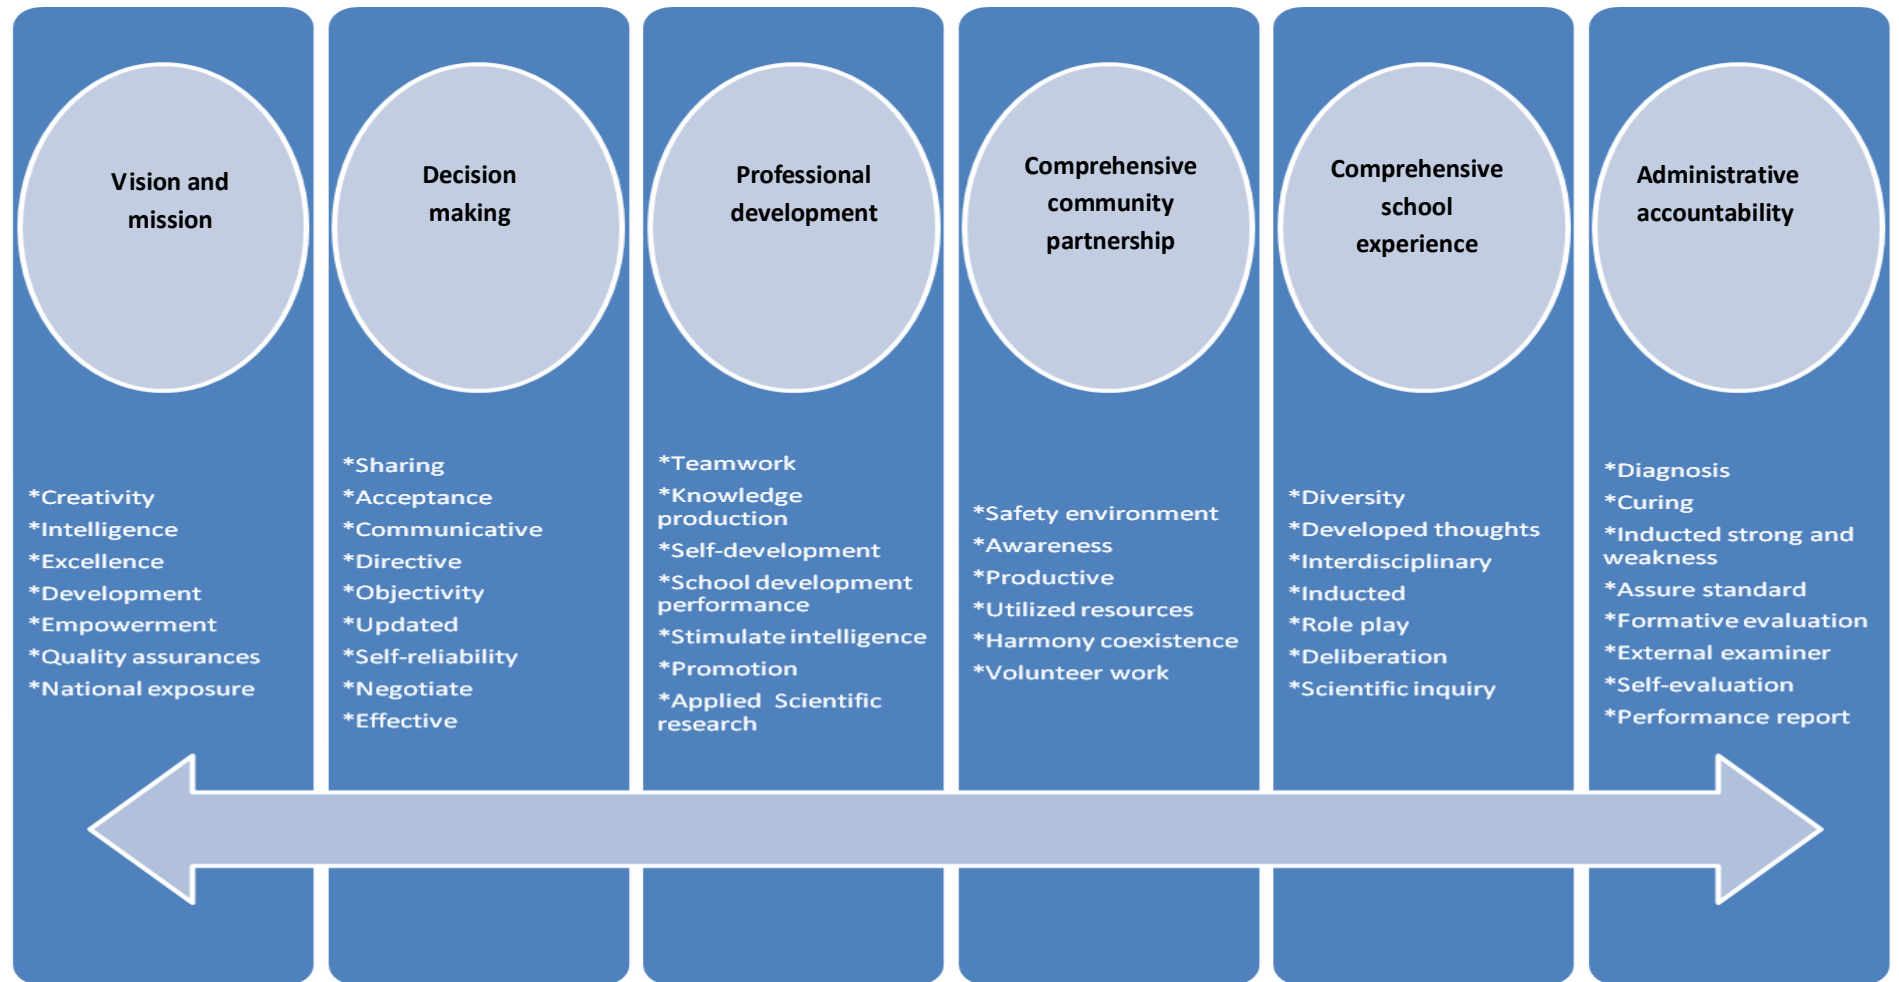 Vision and
mission
*Creativity
*Intelligence
*Excellence
*Development
*Empowerment
*Quality assurances
*National exposure
Decision
making
*Sharing
*Acceptance
*Communicative
*Directive
*Objectivity
*Updated
*Self-reliability
*Negotiate
*Effective
Professional
development
*Teamwork
*Knowledge
production
*Self-development
*School development
performance
*Stimulate intelligence
*Promotion
*Applied  Scientific
research
Comprehensive
community
partnership
*Safety environment
*Awareness
*Productive
*Utilized resources
*Harmony coexistence
*Volunteer work
Comprehensive
school
experience
*Diversity
*Developed thoughts
*Interdisciplinary
*Inducted
*Role play
*Deliberation
*Scientific inquiry
Administrative
accountability
*Diagnosis
*Curing
*Inducted strong and
weakness
*Assure standard
*Formative evaluation
*External examiner
*Self-evaluation
*Performance report